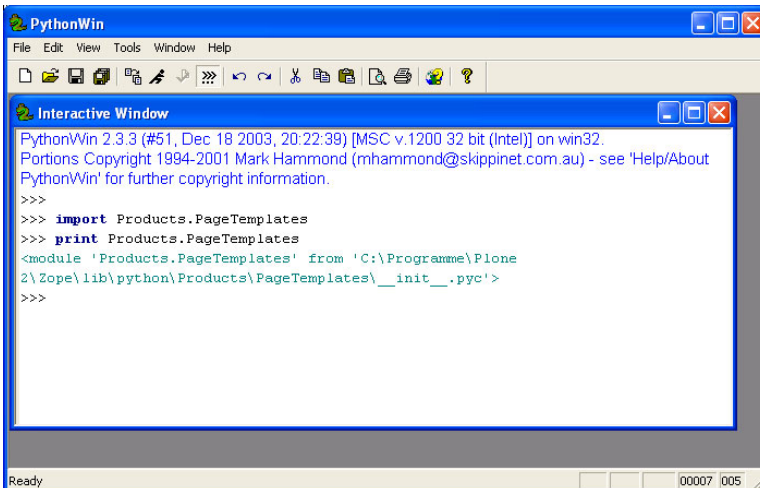 PythonWin
File Edit View Tools Window Help
Interactive Window
PythonWin 2.3.3 (#51, Dec 18 2003, 20:22:39) [MSC v.1200 32 bit (Intel)] on win32.
Portions Copyright 1994-2001 Mark Hammond (mhammond@skippinet.com.au) - see 'Help/About
PythonWin' for further copyright information.
>>>
>>> import Products.PageTemplates
>>> print Products.PageTemplates
<module 'Products.PageTemplates' from 'C:\Programme\Plone
2\Zope\lib\python\Products\PageTemplates\__init__.pyc'>
>>>
Ready 00007 005